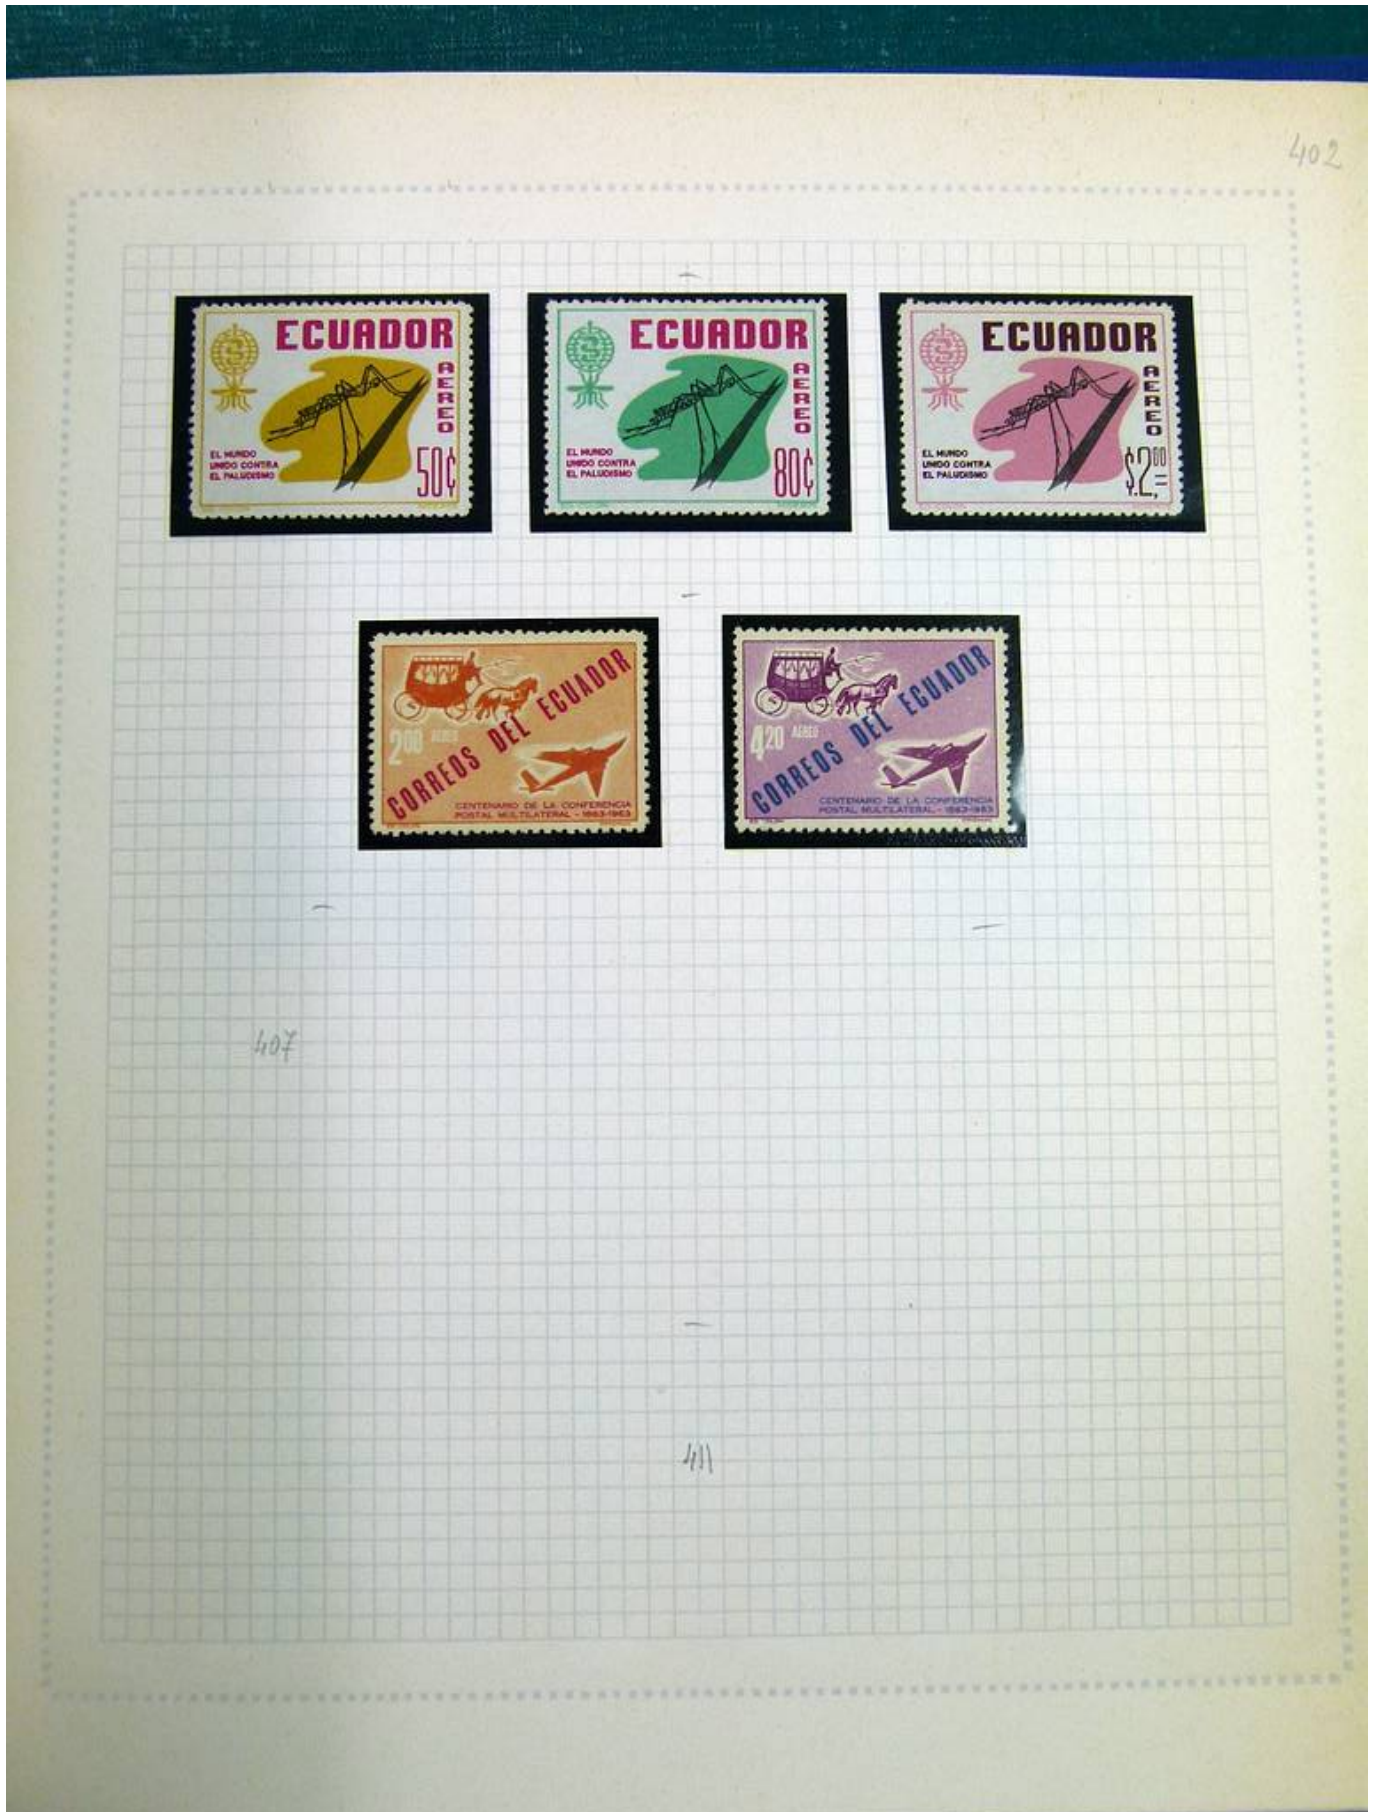 402
ECUADOR
AEREO
EL MUNDO
UNIDO CONTRA
EL PALUDISMO
50¢
ECUADOR
AEREO
EL MUNDO
UNIDO CONTRA
EL PALUDISMO
80¢
ECUADOR
AEREO
EL MUNDO
UNIDO CONTRA
EL PALUDISMO
$.2,00
200 AEREO
CORREOS DEL ECUADOR
CENTENARIO DE LA CONFERENCIA
POSTAL MULTILATERAL - 1863-1963
4,20 AEREO
CORREOS DEL ECUADOR
CENTENARIO DE LA CONFERENCIA
POSTAL MULTILATERAL - 1863-1963
407
411